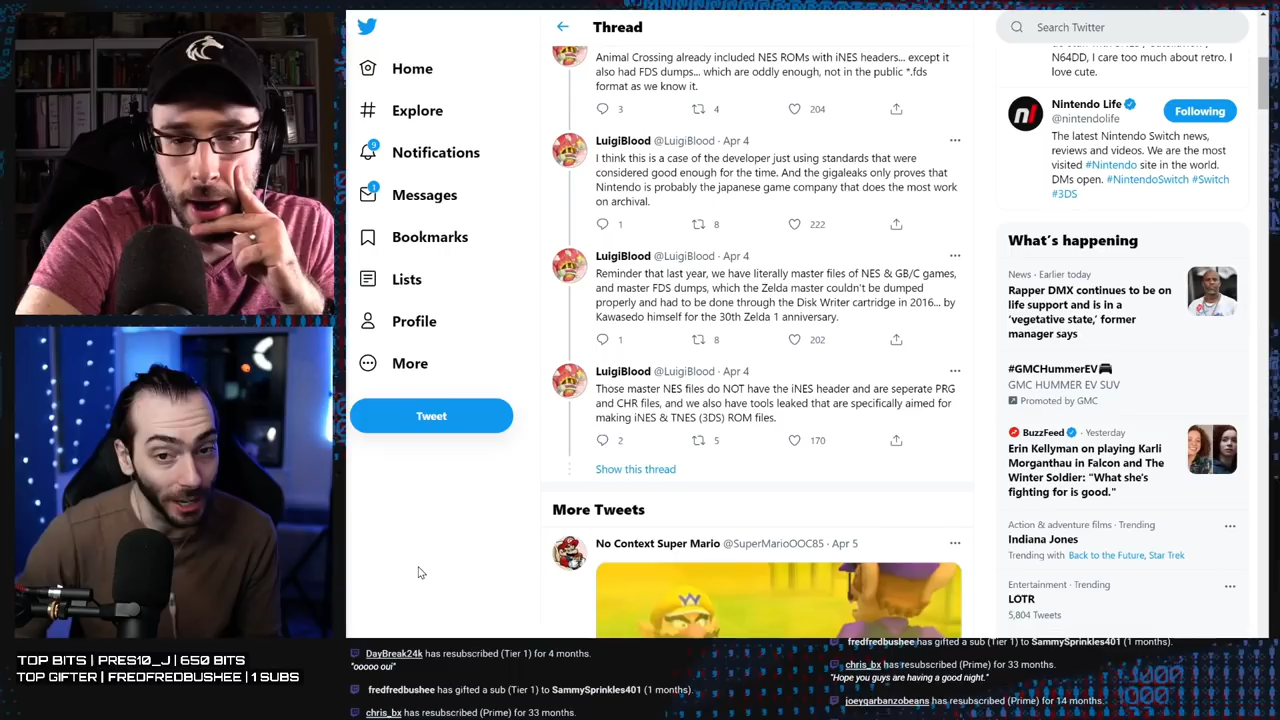 Home
Explore
9
Notifications
1
Messages
Bookmarks
Lists
Profile
More
Tweet
Thread
Animal Crossing already included NES ROMs with iNES headers... except it
also had FDS dumps... which are oddly enough, not in the public *.fds
format as we know it.
3 4 204
LuigiBlood @LuigiBlood · Apr 4
I think this is a case of the developer just using standards that were
considered good enough for the time. And the gigaleaks only proves that
Nintendo is probably the japanese game company that does the most work
on archival.
1 8 222
LuigiBlood @LuigiBlood · Apr 4
Reminder that last year, we have literally master files of NES & GB/C games,
and master FDS dumps, which the Zelda master couldn't be dumped
properly and had to be done through the Disk Writer cartridge in 2016... by
Kawasedo himself for the 30th Zelda 1 anniversary.
1 8 202
LuigiBlood @LuigiBlood · Apr 4
Those master NES files do NOT have the iNES header and are seperate PRG
and CHR files, and we also have tools leaked that are specifically aimed for
making iNES & TNES (3DS) ROM files.
2 5 170
Show this thread
More Tweets
No Context Super Mario @SuperMarioOOC85 · Apr 5
Search Twitter
N64DD, I care too much about retro. I
love cute.
Nintendo Life
@nintendolife
Following
The latest Nintendo Switch news,
reviews and videos. We are the most
visited #Nintendo site in the world.
DMs open. #NintendoSwitch #Switch
#3DS
What's happening
News · Earlier today
Rapper DMX continues to be on
life support and is in a
'vegetative state,' former
manager says
#GMCHummerEV
GMC HUMMER EV SUV
Promoted by GMC
BuzzFeed · Yesterday
Erin Kellyman on playing Karli
Morganthau in Falcon and The
Winter Soldier: "What she's
fighting for is good."
Action & adventure films · Trending
Indiana Jones
Trending with Back to the Future, Star Trek
Entertainment · Trending
LOTR
5,804 Tweets
TOP BITS | PRES10_J | 650 BITS
TOP GIFTER | FREDFREDBUSHEE | 1 SUBS
DayBreak24k has resubscribed (Tier 1) for 4 months.
"ooooo oui"
fredfredbushee has gifted a sub (Tier 1) to SammySprinkles401 (1 months).
chris_bx has resubscribed (Prime) for 33 months.
fredfredbushee has gifted a sub (Tier 1) to SammySprinkles401 (1 months).
chris_bx has resubscribed (Prime) for 33 months.
"Hope you guys are having a good night."
joeygarbanzobeans has resubscribed (Prime) for 14 months.